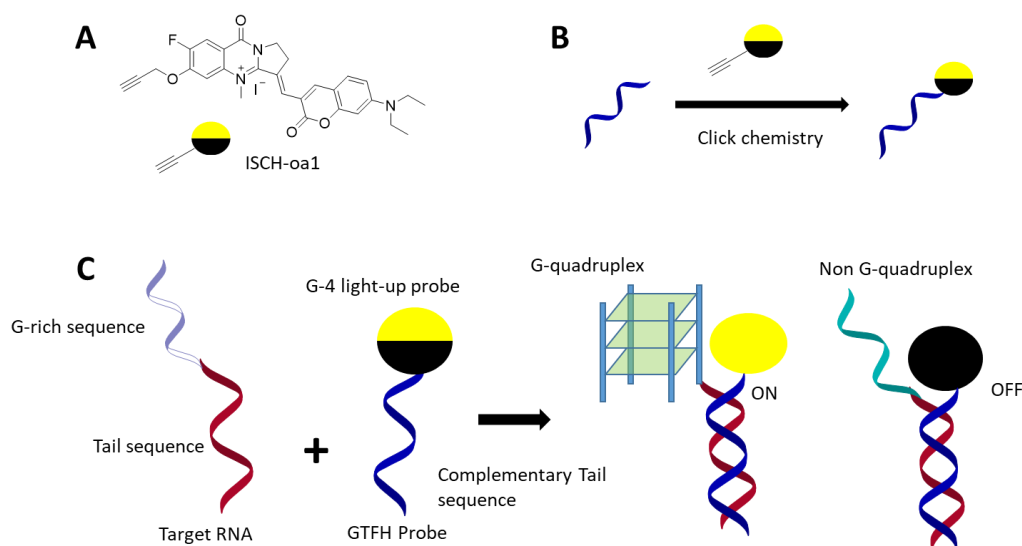 A
O
F
N
N
+
I⁻
O
O
O
N
ISCH-oa1
B
Click chemistry
C
G-rich sequence
Tail sequence
Target RNA
+
G-4 light-up probe
GTFH Probe
Complementary Tail
sequence
G-quadruplex
ON
Non G-quadruplex
OFF